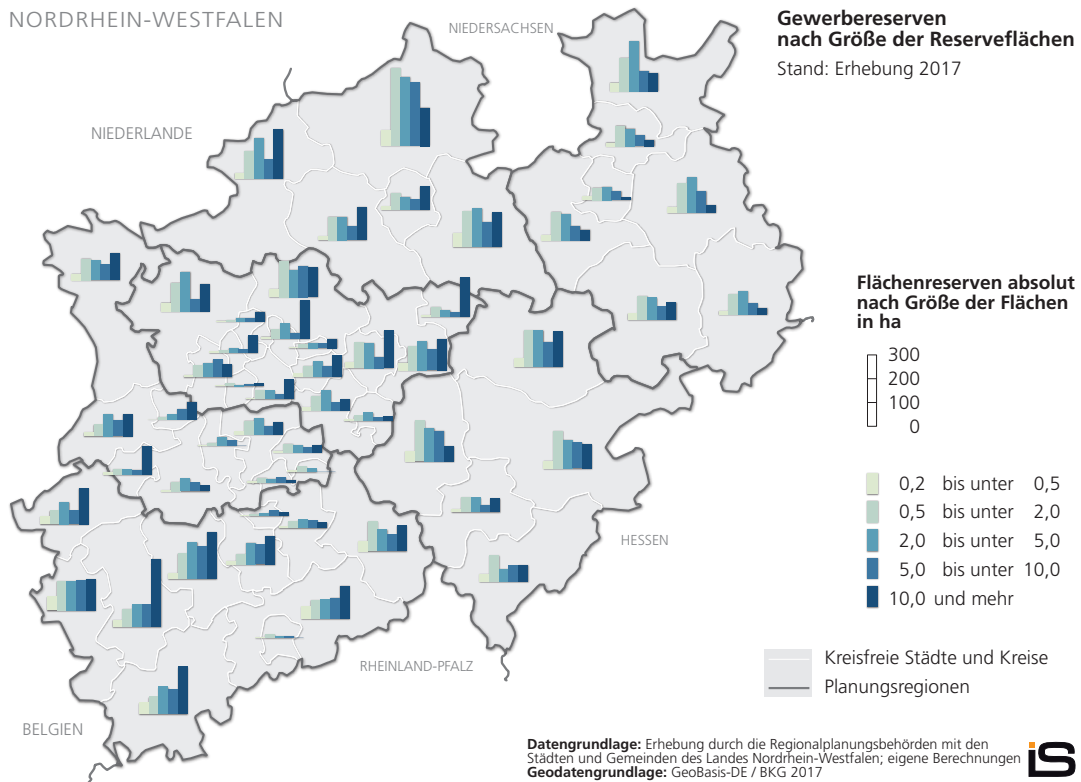 NORDRHEIN-WESTFALEN
NIEDERSACHSEN
Gewerbereserven
nach Größe der Reserveflächen
Stand: Erhebung 2017
NIEDERLANDE
Flächenreserven absolut
nach Größe der Flächen
in ha
300
200
100
0
0,2 bis unter 0,5
0,5 bis unter 2,0
2,0 bis unter 5,0
5,0 bis unter 10,0
10,0 und mehr
HESSEN
RHEINLAND-PFALZ
BELGIEN
Kreisfreie Städte und Kreise
Planungsregionen
Datengrundlage: Erhebung durch die Regionalplanungsbehörden mit den
Städten und Gemeinden des Landes Nordrhein-Westfalen; eigene Berechnungen
Geodatengrundlage: GeoBasis-DE / BKG 2017
iS